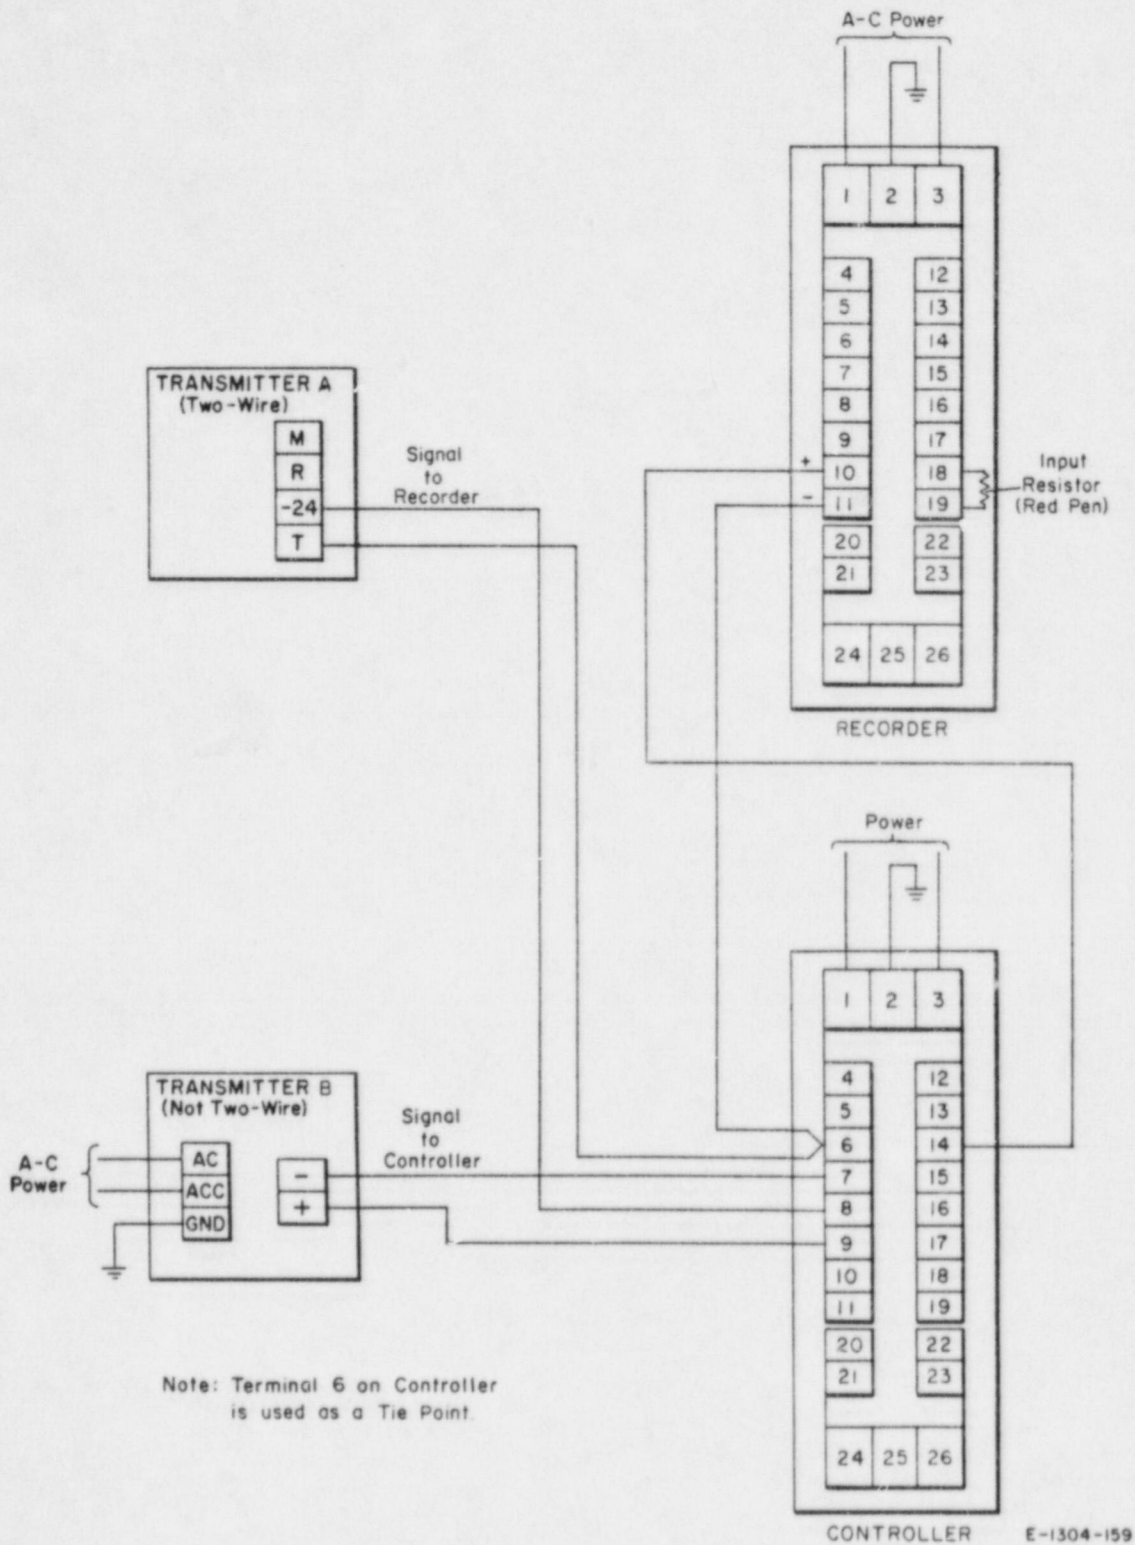 A-C Power
1 2 3
4 12
5 13
6 14
7 15
8 16
9 17
+ 10 18
- 11 19
20 22
21 23
24 25 26
RECORDER
Input
Resistor
(Red Pen)
TRANSMITTER A
(Two-Wire)
M
R
-24
T
Signal
to
Recorder
Power
1 2 3
4 12
5 13
6 14
7 15
8 16
9 17
10 18
11 19
20 22
21 23
24 25 26
CONTROLLER
TRANSMITTER B
(Not Two-Wire)
A-C
Power
AC
ACC
GND
-
+
Signal
to
Controller
Note: Terminal 6 on Controller
is used as a Tie Point.
E-1304-159